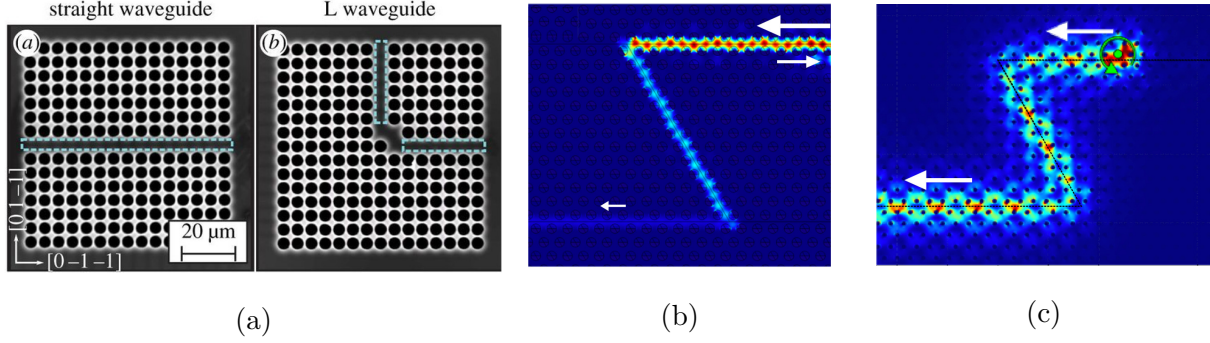 straight waveguide
L waveguide
(a)
(b)
[0 1 –1]
[0 –1 –1]
20 µm
(a)
(b)
(c)